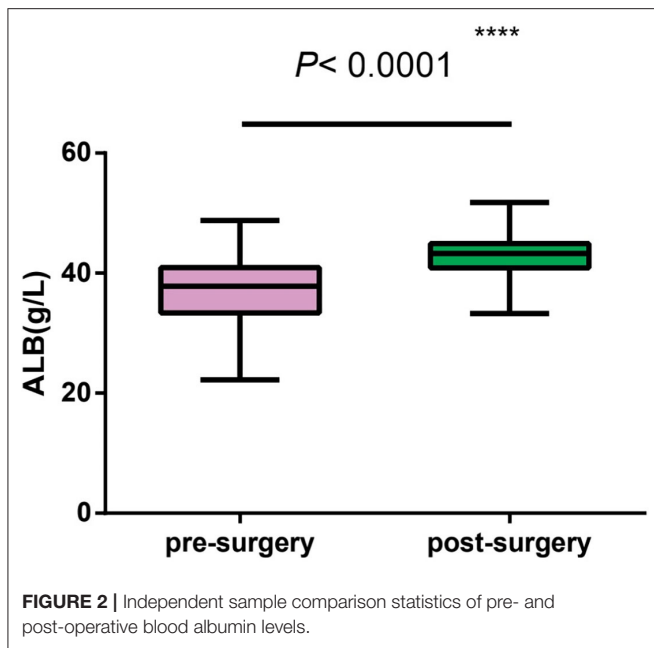 ****
P< 0.0001
60
40
20
0
ALB(g/L)
pre-surgery post-surgery
FIGURE 2 | Independent sample comparison statistics of pre- and
post-operative blood albumin levels.